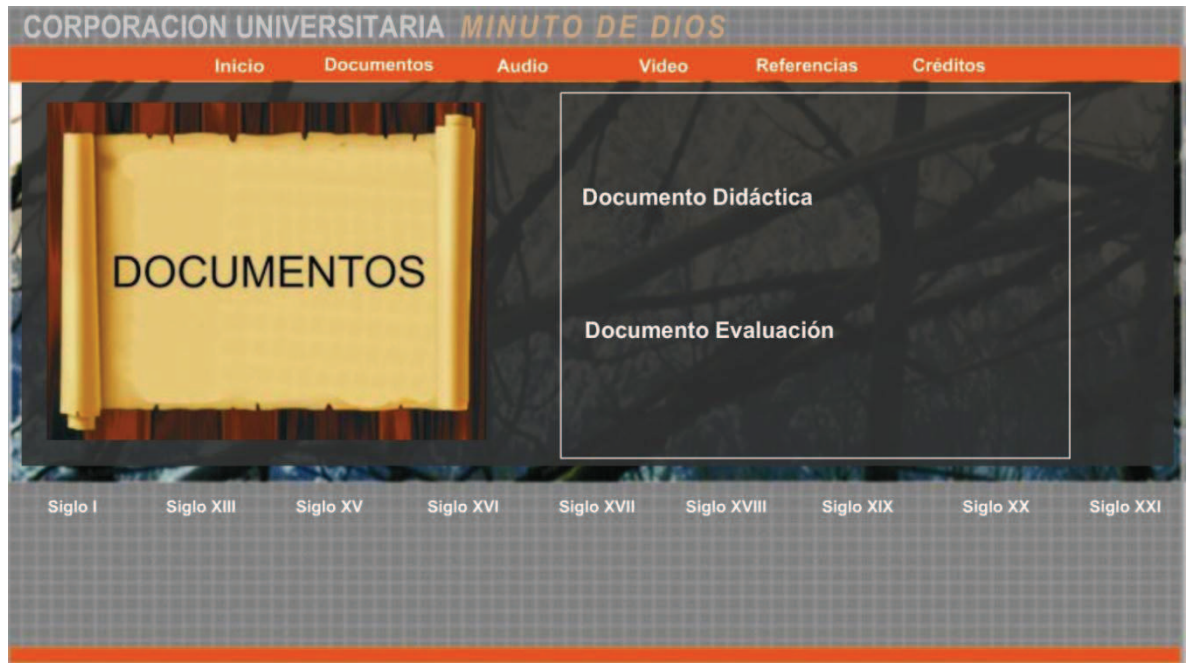 CORPORACION UNIVERSITARIA MINUTO DE DIOS
Inicio Documentos Audio Video Referencias Créditos
DOCUMENTOS
Documento Didáctica
Documento Evaluación
Siglo I Siglo XIII Siglo XV Siglo XVI Siglo XVII Siglo XVIII Siglo XIX Siglo XX Siglo XXI